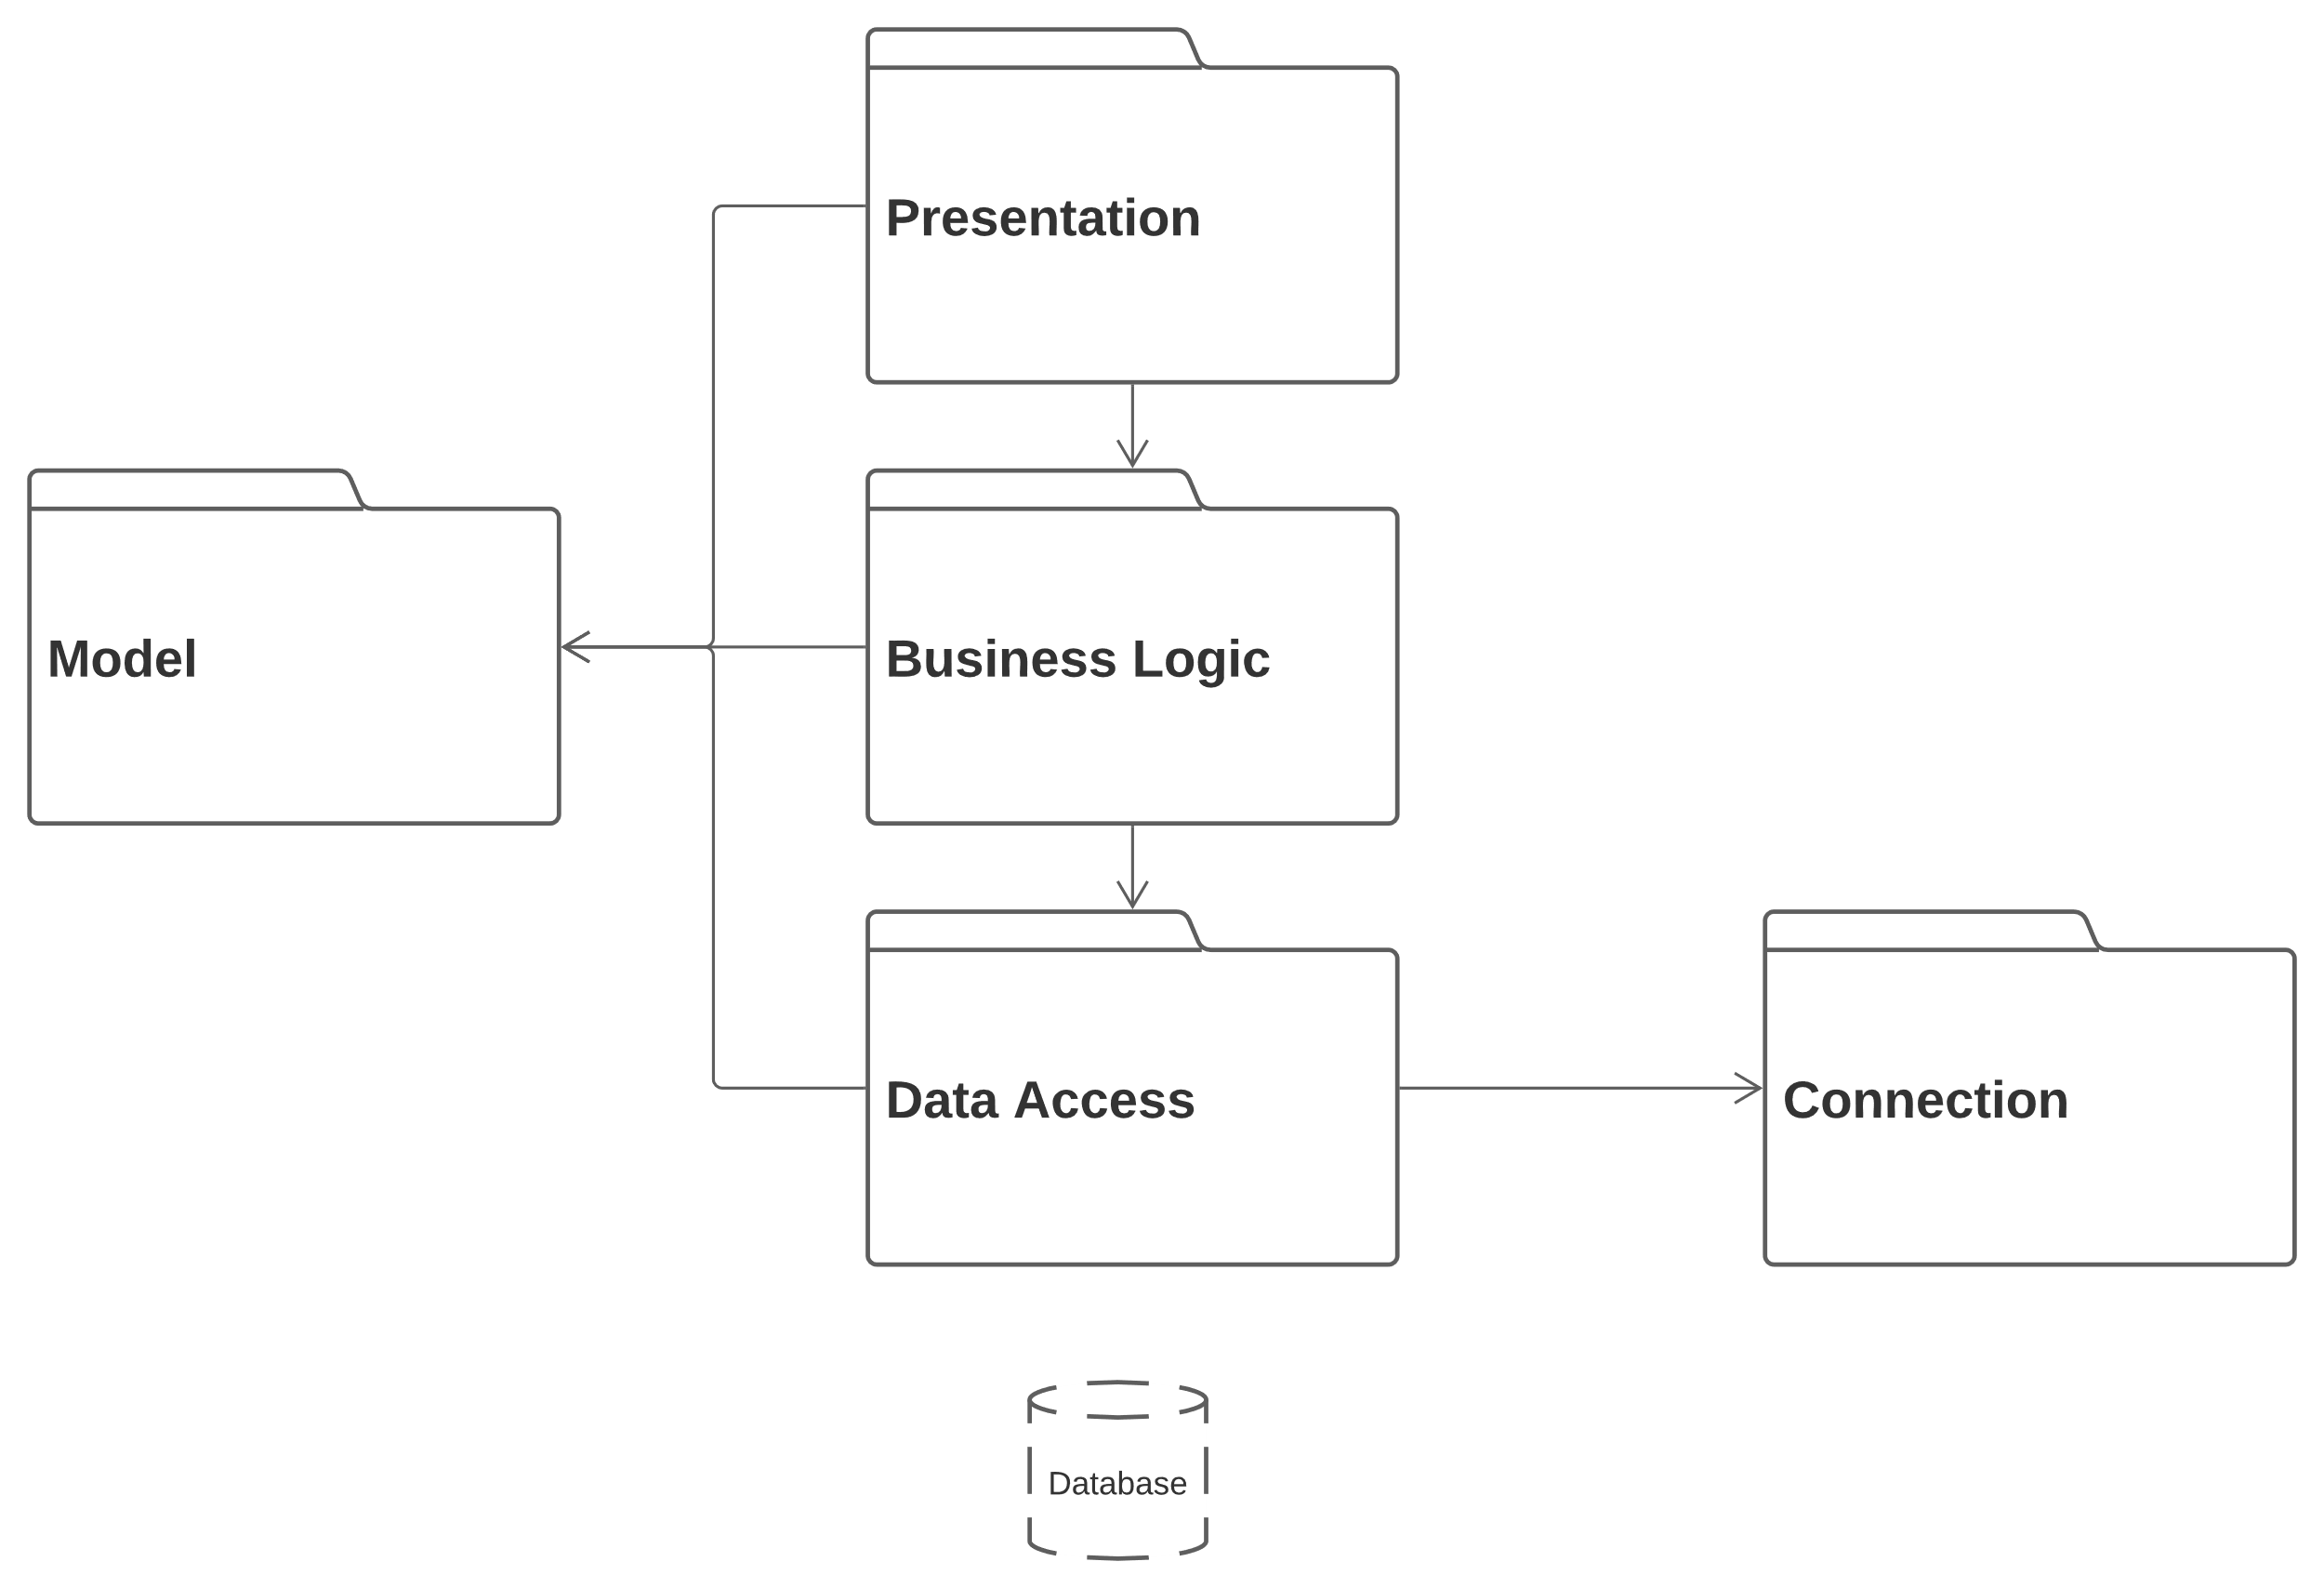 Presentation
Model
Business Logic
Data Access
Connection
Database